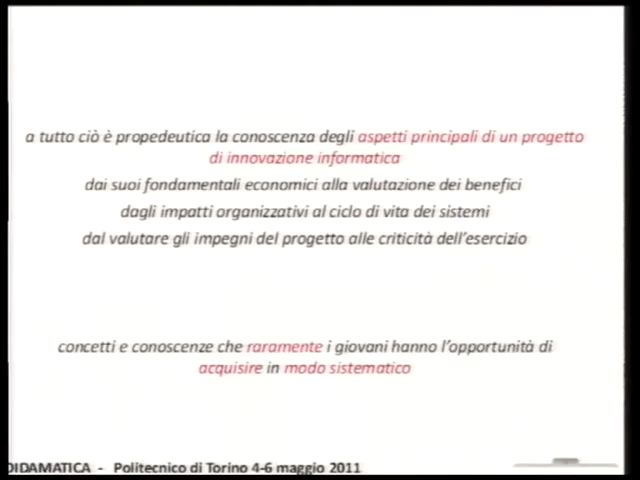 a tutto ciò è propedeutica la conoscenza degli aspetti principali di un progetto
di innovazione informatica
dai suoi fondamentali economici alla valutazione dei benefici
dagli impatti organizzativi al ciclo di vita dei sistemi
dal valutare gli impegni del progetto alle criticità dell'esercizio
concetti e conoscenze che raramente i giovani hanno l'opportunità di
acquisire in modo sistematico
DIDAMATICA - Politecnico di Torino 4-6 maggio 2011